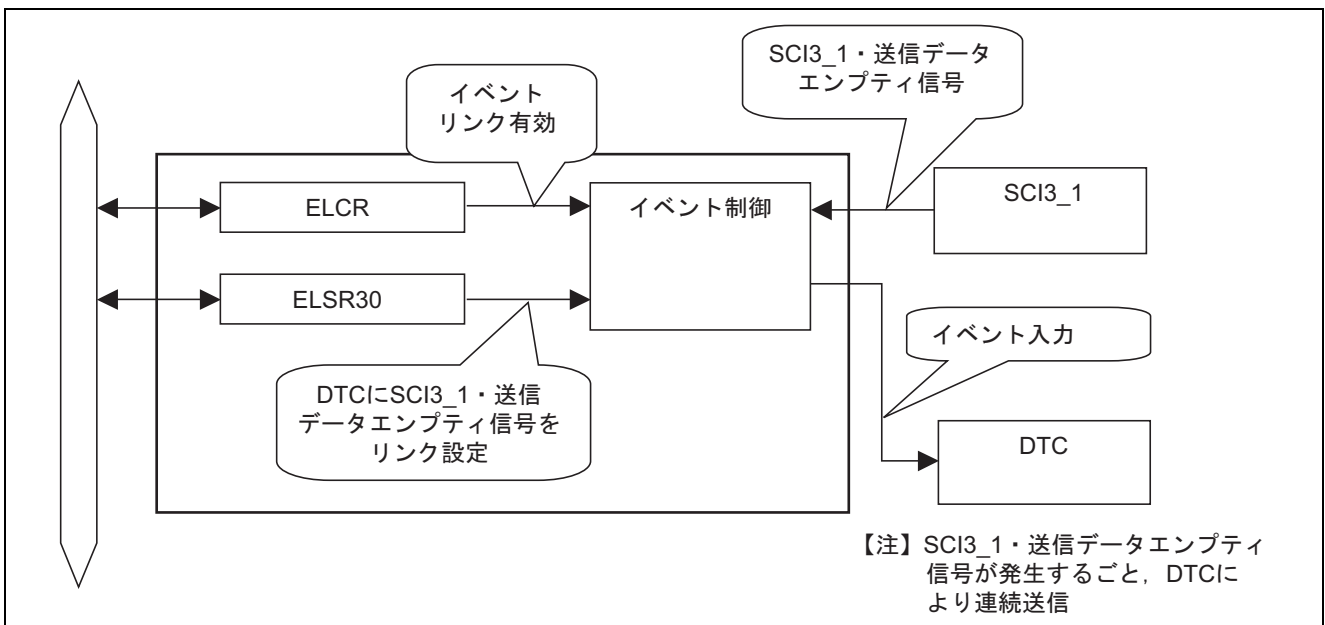 SCI3_1・送信データ
エンプティ信号
イベント
リンク有効
ELCR
イベント制御
SCI3_1
ELSR30
イベント入力
DTCにSCI3_1・送信
データエンプティ信号を
リンク設定
DTC
【注】SCI3_1・送信データエンプティ
信号が発生するごと，DTCに
より連続送信